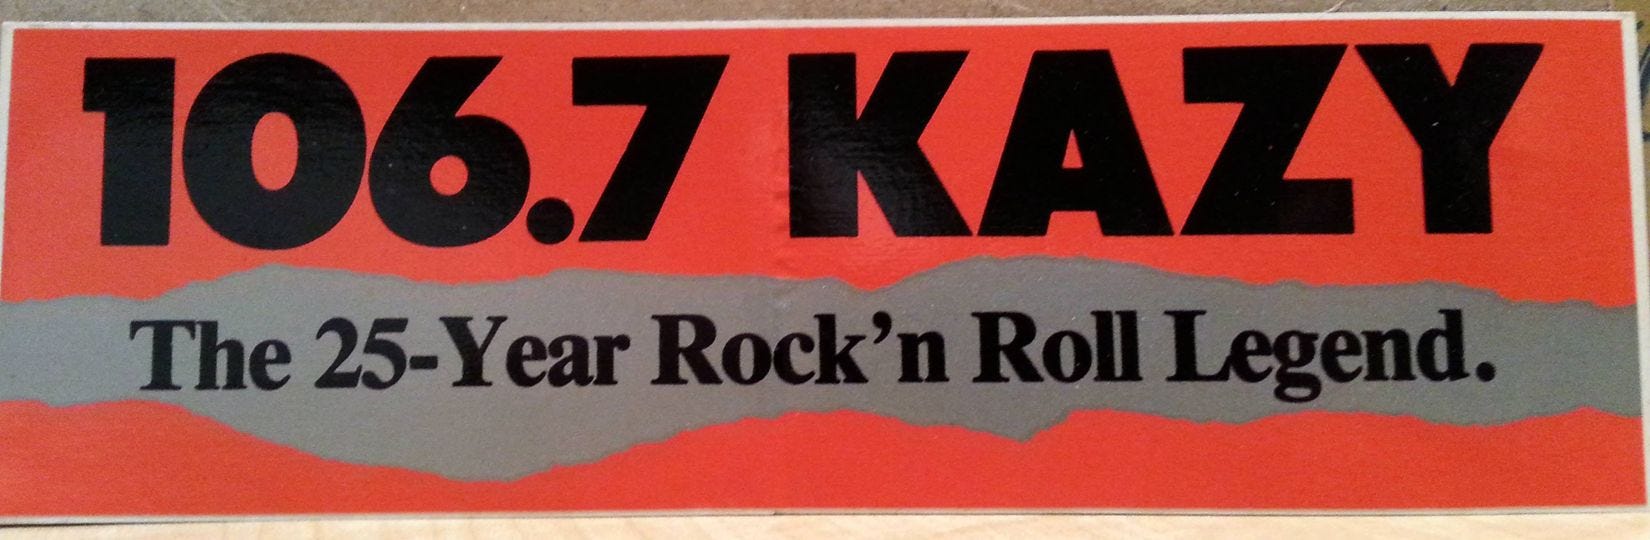 106.7 KAZY
The 25-Year Rock'n Roll Legend.